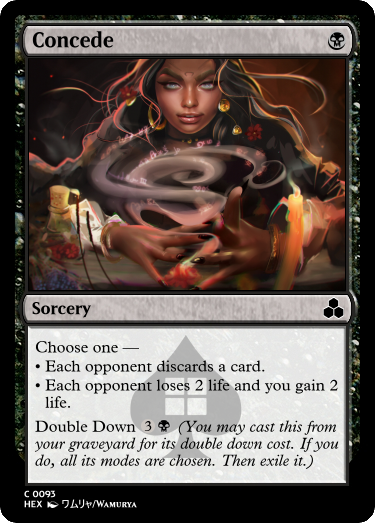 Concede
Sorcery
Choose one —
• Each opponent discards a card.
• Each opponent loses 2 life and you gain 2
life.
Double Down 3 (You may cast this from
your graveyard for its double down cost. If you
do, all its modes are chosen. Then exile it.)
C 0093
HEX ワムリャ/Wamurya